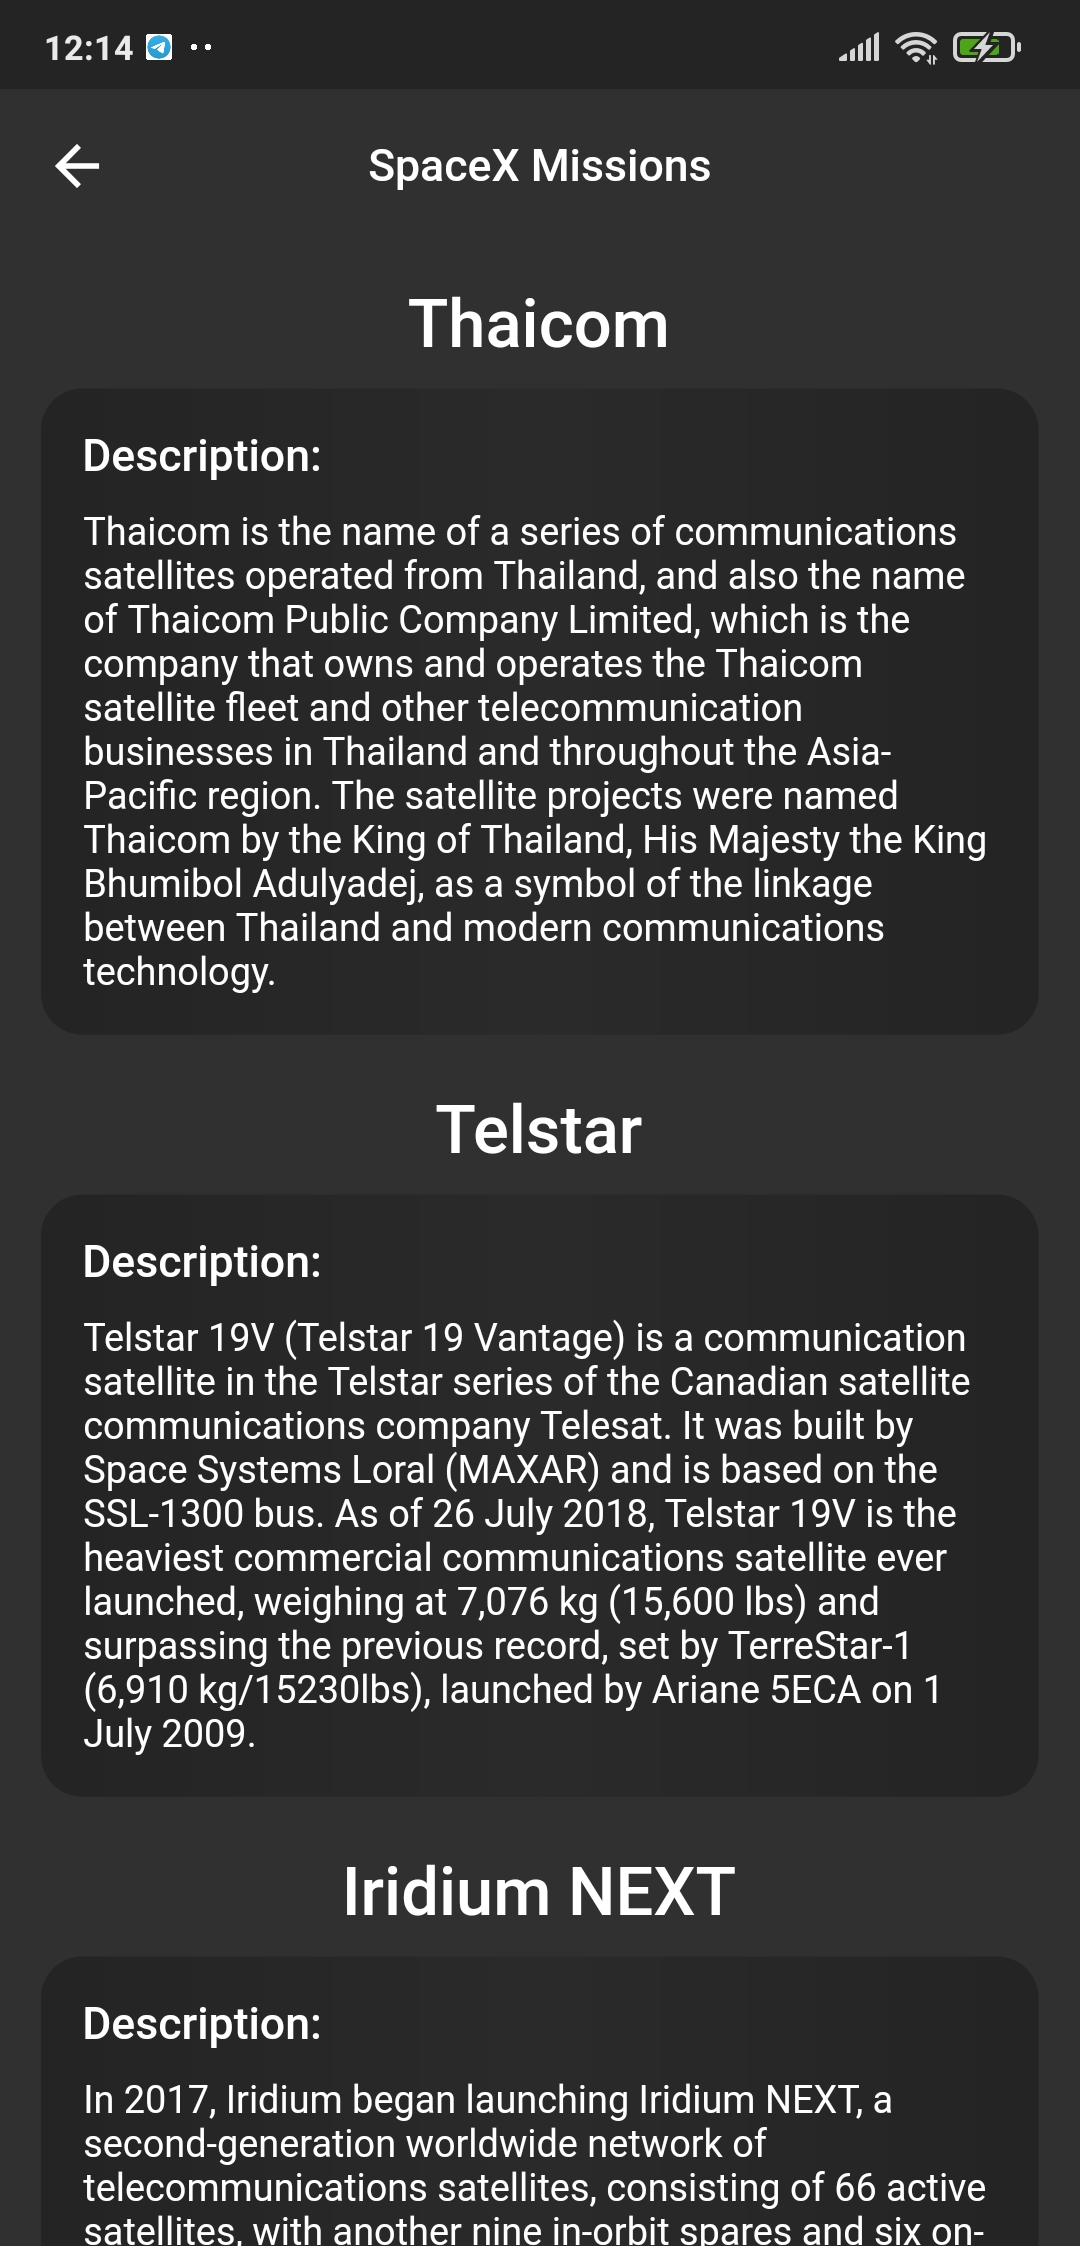 12:14
SpaceX Missions
Thaicom
Description:
Thaicom is the name of a series of communications
satellites operated from Thailand, and also the name
of Thaicom Public Company Limited, which is the
company that owns and operates the Thaicom
satellite fleet and other telecommunication
businesses in Thailand and throughout the Asia-
Pacific region. The satellite projects were named
Thaicom by the King of Thailand, His Majesty the King
Bhumibol Adulyadej, as a symbol of the linkage
between Thailand and modern communications
technology.
Telstar
Description:
Telstar 19V (Telstar 19 Vantage) is a communication
satellite in the Telstar series of the Canadian satellite
communications company Telesat. It was built by
Space Systems Loral (MAXAR) and is based on the
SSL-1300 bus. As of 26 July 2018, Telstar 19V is the
heaviest commercial communications satellite ever
launched, weighing at 7,076 kg (15,600 lbs) and
surpassing the previous record, set by TerreStar-1
(6,910 kg/15230lbs), launched by Ariane 5ECA on 1
July 2009.
Iridium NEXT
Description:
In 2017, Iridium began launching Iridium NEXT, a
second-generation worldwide network of
telecommunications satellites, consisting of 66 active
satellites, with another nine in-orbit spares and six on-